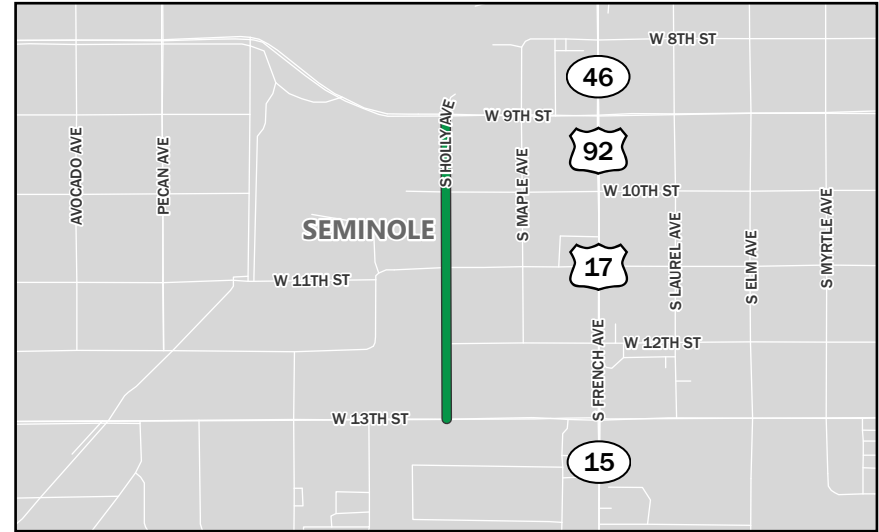 W 8TH ST
46
S HOLLY AVE
W 9TH ST
92
AVOCADO AVE
PECAN AVE
S MAPLE AVE
W 10TH ST
SEMINOLE
S LAUREL AVE
S ELM AVE
S MYRTLE AVE
17
W 11TH ST
S FRENCH AVE
W 12TH ST
W 13TH ST
15